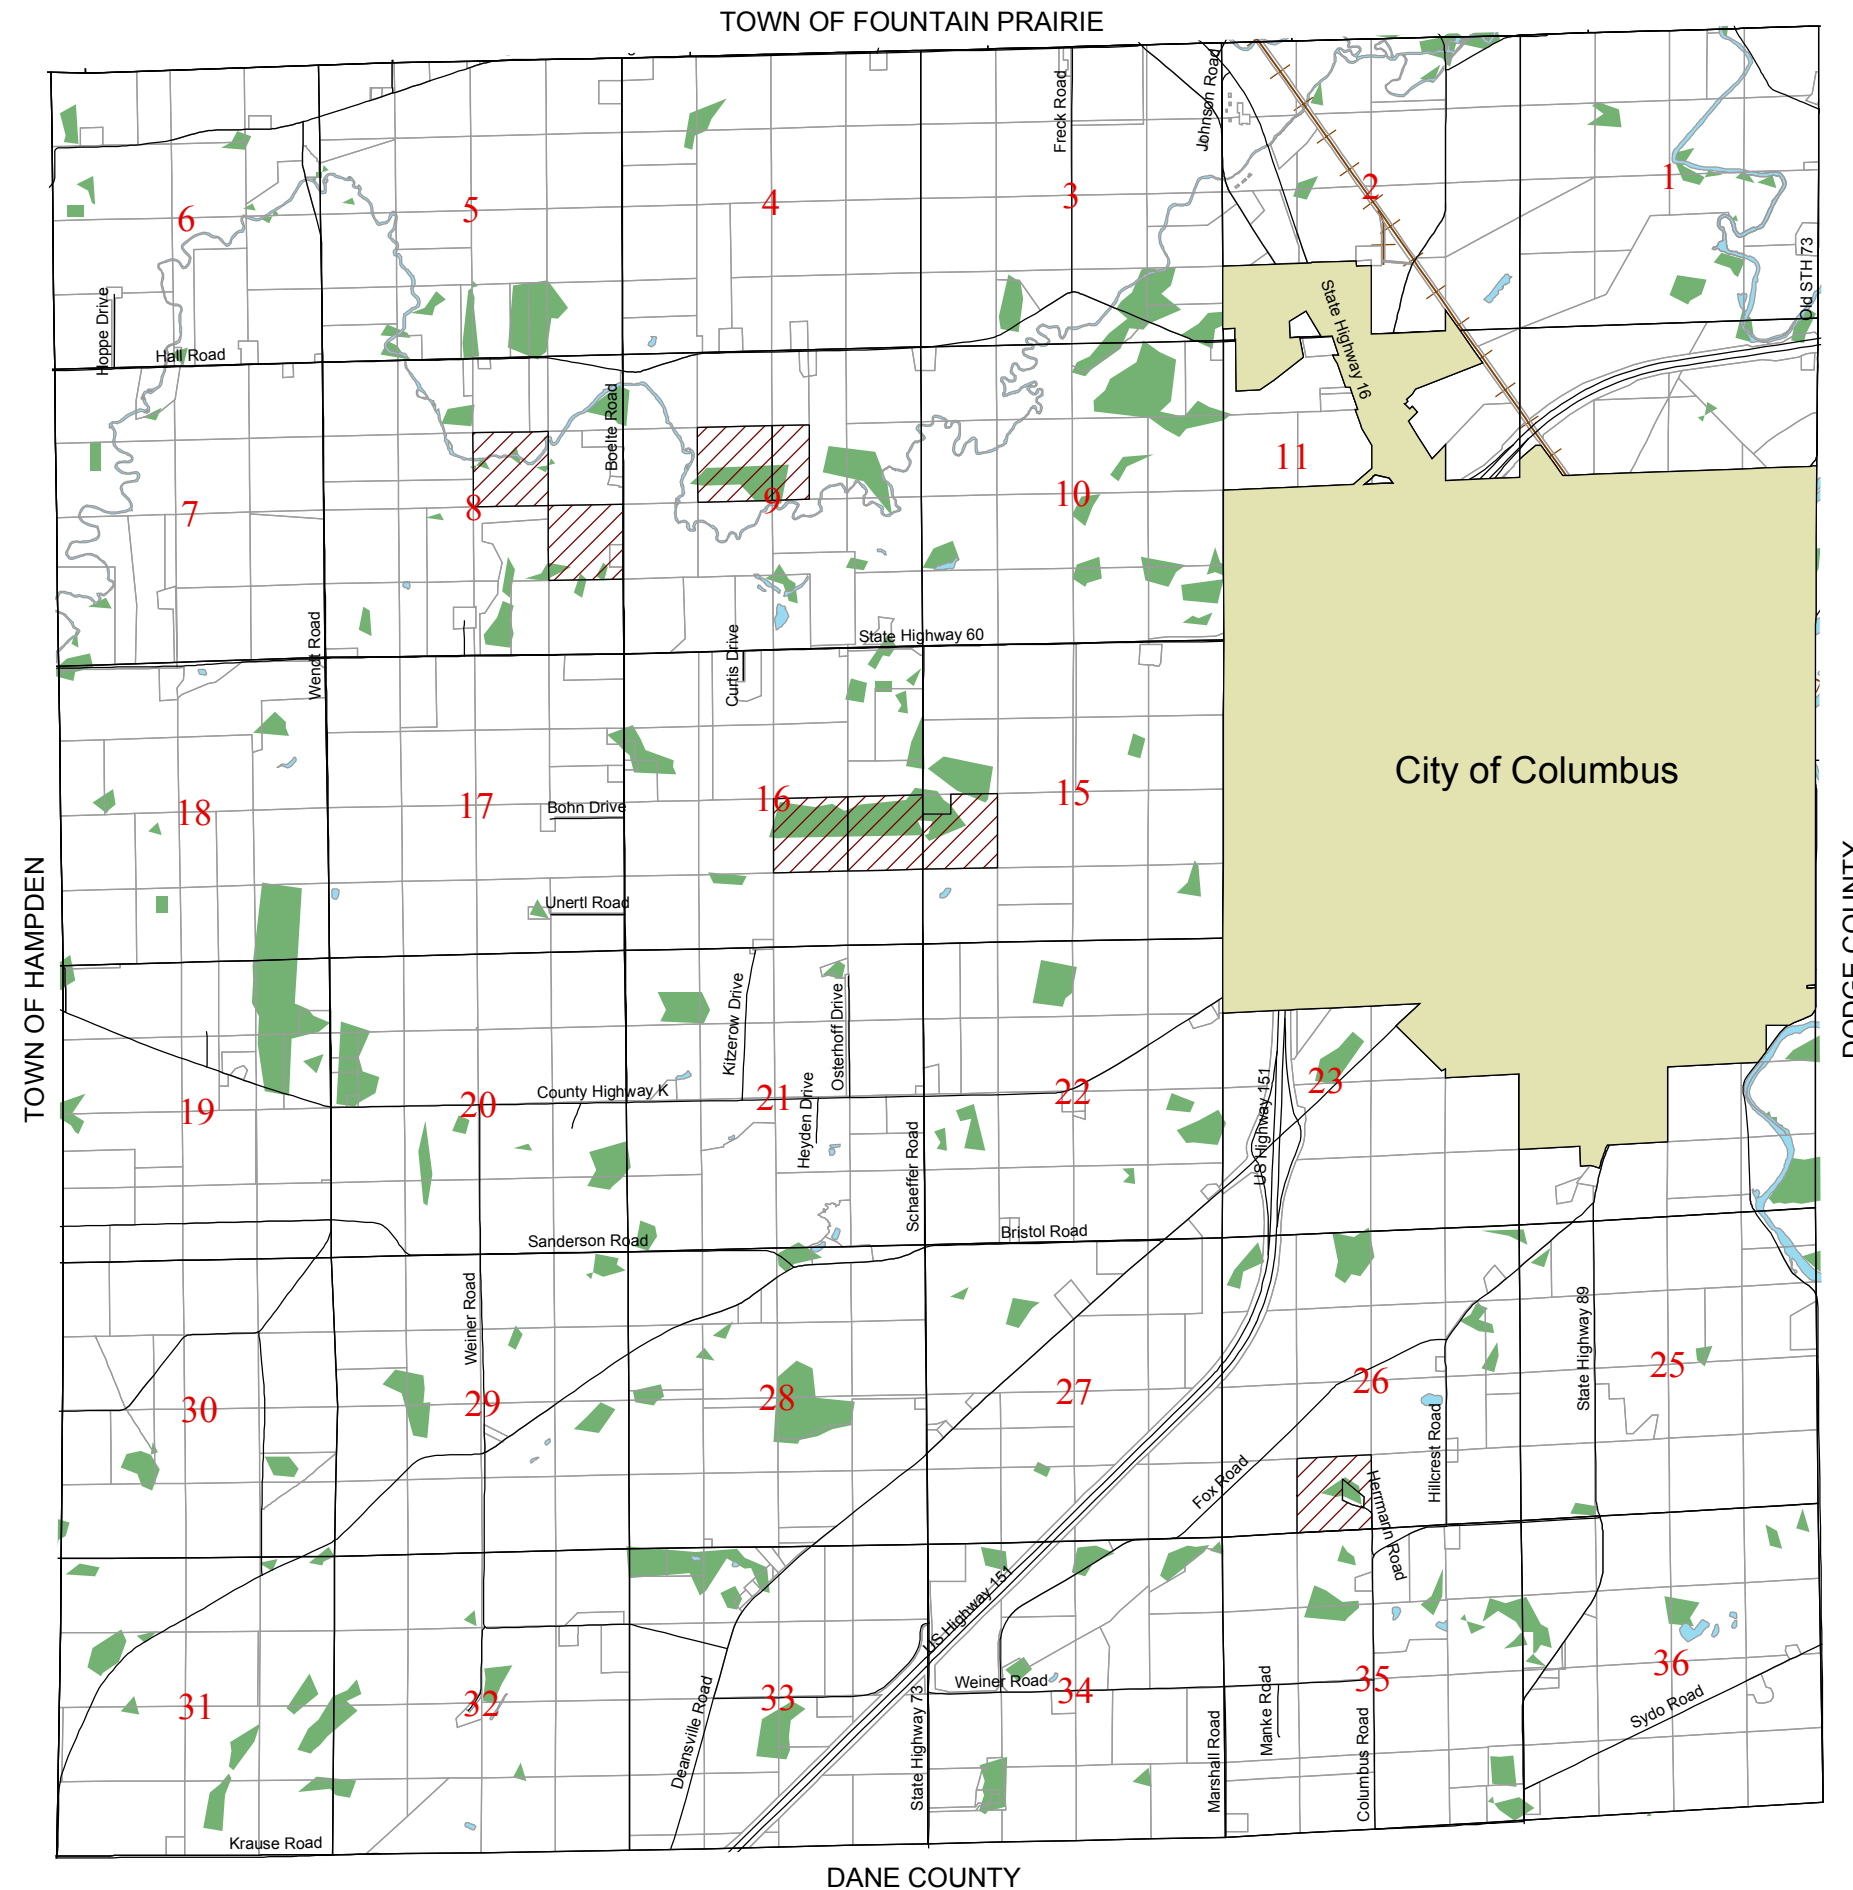 TOWN OF FOUNTAIN PRAIRIE
Freck Road
Johnson Road
6
5
4
3
2
1
Old STH 73
Hoppe Drive
Hall Road
State Highway 16
Boelte Road
7
8
9
10
11
Wendt Road
Curtis Drive
State Highway 60
City of Columbus
18
17
16
15
Bohn Drive
Unertl Road
TOWN OF HAMPDEN
DODGE COUNTY
Kitzerow Drive
Osterhoff Drive
County Highway K
Heyden Drive
19
20
21
22
23
US Highway 151
Schaeffer Road
Sanderson Road
Bristol Road
Weiner Road
State Highway 89
30
29
28
27
26
25
Hillcrest Road
Fox Road
Herrmann Road
US Highway 151
Weiner Road
31
32
33
34
35
36
Deansville Road
State Highway 73
Marshall Road
Manke Road
Columbus Road
Sydo Road
Krause Road
DANE COUNTY